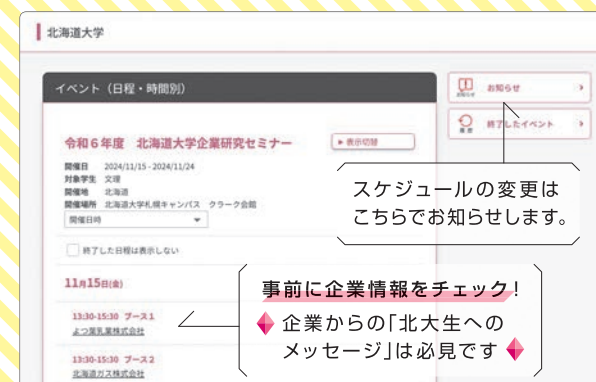 北海道大学
イベント（日程・時間別）
お知らせ
お知らせ
終了したイベント
履歴
令和６年度　北海道大学企業研究セミナー
▶ 表示切替
開催日　2024/11/15 - 2024/11/24
対象学生　文理
開催地　北海道
開催場所　北海道大学札幌キャンパス　クラーク会館
開催日時
終了した日程は表示しない
スケジュールの変更は
こちらでお知らせします。
11月15日(金)
13:30-15:30 ブース１
よつ葉乳業株式会社
13:30-15:30 ブース２
北海道ガス株式会社
事前に企業情報をチェック！
企業からの「北大生への
メッセージ」は必見です